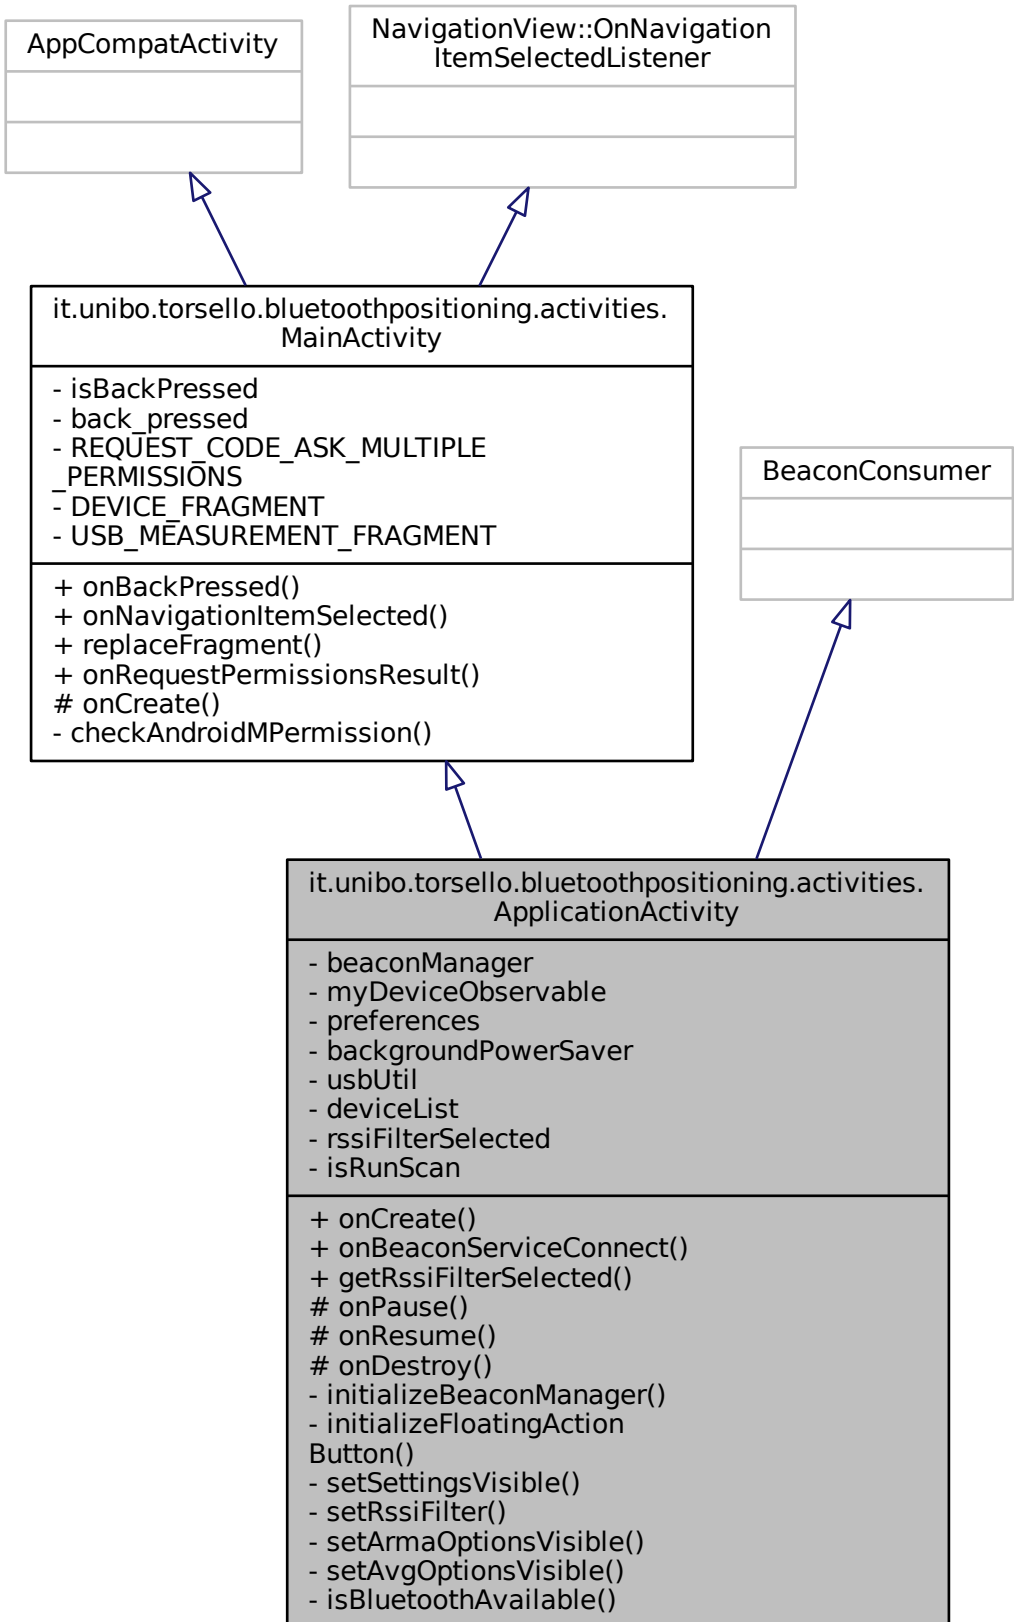 AppCompatActivity
NavigationView::OnNavigation
ItemSelectedListener
it.unibo.torsello.bluetoothpositioning.activities.
MainActivity
- isBackPressed
- back_pressed
- REQUEST_CODE_ASK_MULTIPLE
_PERMISSIONS
- DEVICE_FRAGMENT
- USB_MEASUREMENT_FRAGMENT
+ onBackPressed()
+ onNavigationItemSelected()
+ replaceFragment()
+ onRequestPermissionsResult()
# onCreate()
- checkAndroidMPermission()
BeaconConsumer
it.unibo.torsello.bluetoothpositioning.activities.
ApplicationActivity
- beaconManager
- myDeviceObservable
- preferences
- backgroundPowerSaver
- usbUtil
- deviceList
- rssiFilterSelected
- isRunScan
+ onCreate()
+ onBeaconServiceConnect()
+ getRssiFilterSelected()
# onPause()
# onResume()
# onDestroy()
- initializeBeaconManager()
- initializeFloatingAction
Button()
- setSettingsVisible()
- setRssiFilter()
- setArmaOptionsVisible()
- setAvgOptionsVisible()
- isBluetoothAvailable()